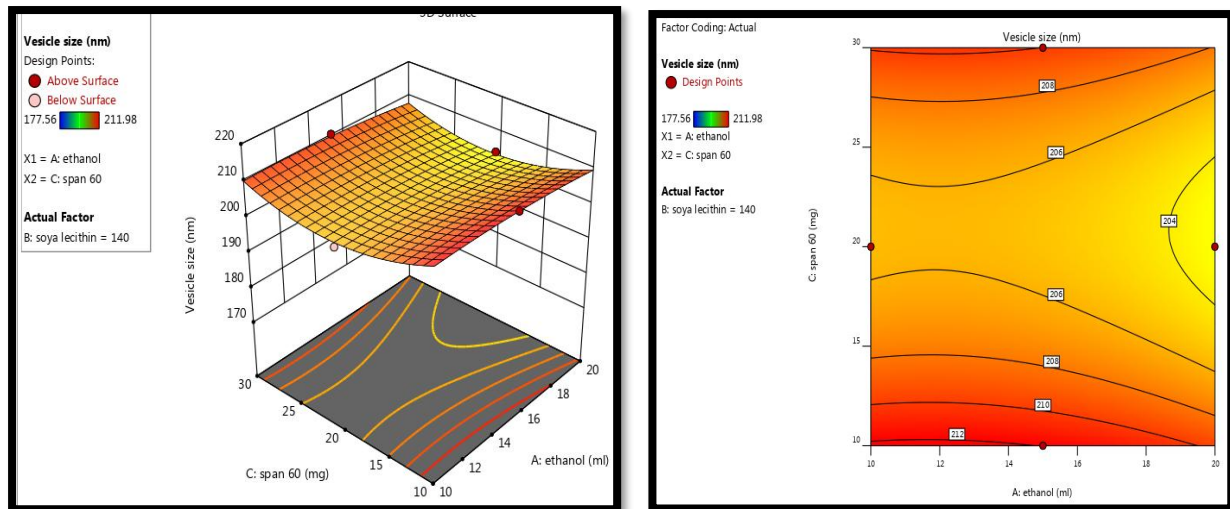 3D Surface
Vesicle size (nm)
Design Points:
Above Surface
Below Surface
177.56 211.98
X1 = A: ethanol
X2 = C: span 60
Actual Factor
B: soya lecithin = 140
Vesicle size (nm)
220
210
200
190
180
170
30
25
20
15
10
10
12
14
16
18
20
C: span 60 (mg)
A: ethanol (ml)
Factor Coding: Actual
Vesicle size (nm)
Design Points
177.56 211.98
X1 = A: ethanol
X2 = C: span 60
Actual Factor
B: soya lecithin = 140
Vesicle size (nm)
C: span 60 (mg)
30
25
20
15
10
208
206
204
206
208
210
212
10 12 14 16 18 20
A: ethanol (ml)